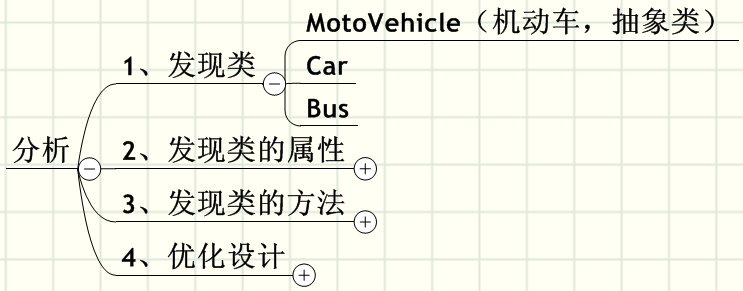 MotoVehicle（机动车，抽象类）
1、发现类
Car
Bus
分析
2、发现类的属性
3、发现类的方法
4、优化设计